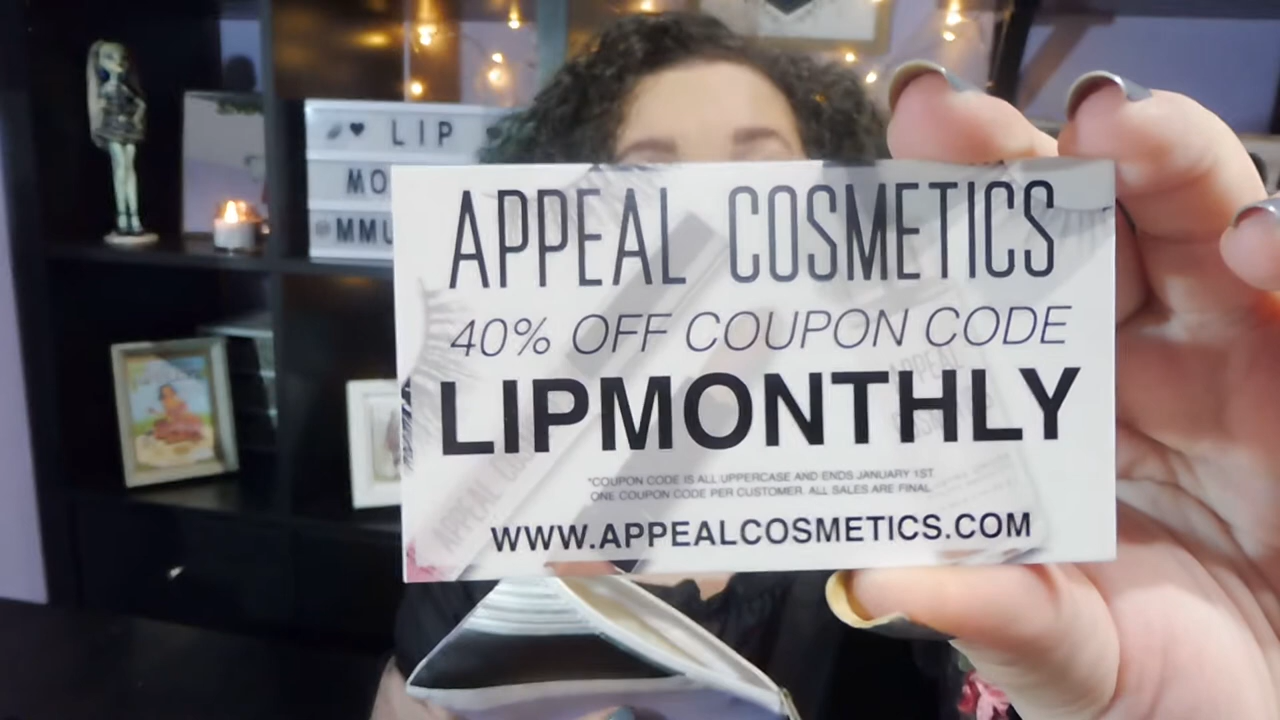 LIP
MO
MMU
APPEAL COSMETICS
40% OFF COUPON CODE
LIPMONTHLY
*COUPON CODE IS ALL UPPERCASE AND ENDS JANUARY 1ST
ONE COUPON CODE PER CUSTOMER. ALL SALES ARE FINAL
WWW.APPEALCOSMETICS.COM